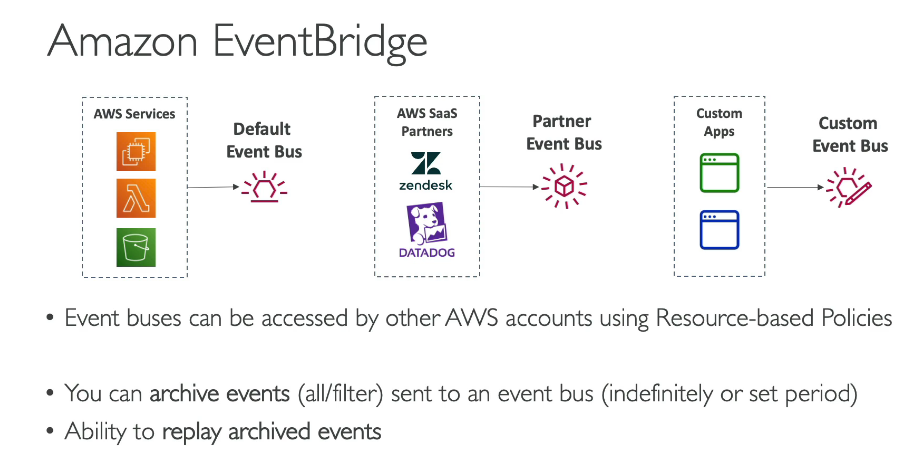 Amazon EventBridge
AWS Services
Default
Event Bus
AWS SaaS
Partners
zendesk
DATADOG
Partner
Event Bus
Custom
Apps
Custom
Event Bus
• Event buses can be accessed by other AWS accounts using Resource-based Policies
• You can archive events (all/filter) sent to an event bus (indefinitely or set period)
• Ability to replay archived events